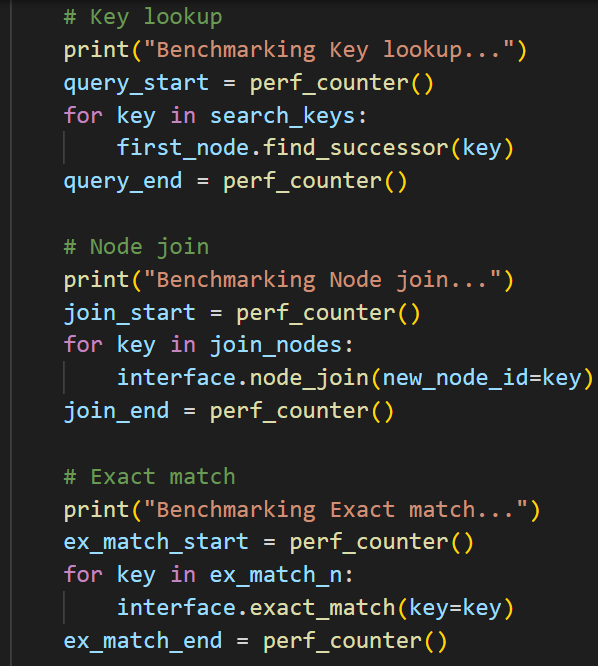 # Key lookup
print("Benchmarking Key lookup...")
query_start = perf_counter()
for key in search_keys:
    first_node.find_successor(key)
query_end = perf_counter()

# Node join
print("Benchmarking Node join...")
join_start = perf_counter()
for key in join_nodes:
    interface.node_join(new_node_id=key)
join_end = perf_counter()

# Exact match
print("Benchmarking Exact match...")
ex_match_start = perf_counter()
for key in ex_match_n:
    interface.exact_match(key=key)
ex_match_end = perf_counter()